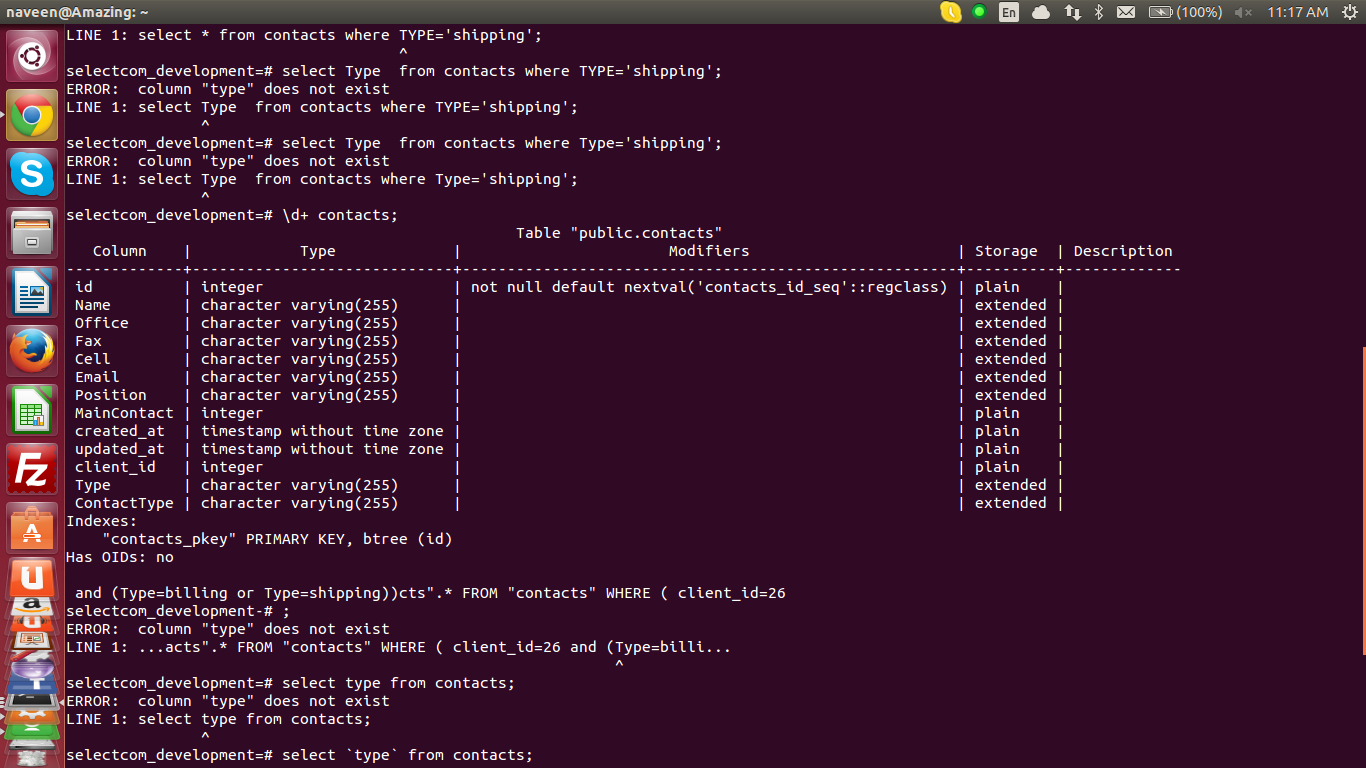 naveen@Amazing: ~
En
(100%)
11:17 AM
LINE 1: select * from contacts where TYPE='shipping';
^
selectcom_development=# select Type  from contacts where TYPE='shipping';
ERROR:  column "type" does not exist
LINE 1: select Type  from contacts where TYPE='shipping';
^
selectcom_development=# select Type  from contacts where Type='shipping';
ERROR:  column "type" does not exist
LINE 1: select Type  from contacts where Type='shipping';
^
selectcom_development=# \d+ contacts;
Table "public.contacts"
Column    |            Type             |                       Modifiers                       | Storage  | Description
-------------+-----------------------------+-------------------------------------------------------+----------+-------------
id          | integer                     | not null default nextval('contacts_id_seq'::regclass) | plain    |
Name        | character varying(255)      |                                                       | extended |
Office      | character varying(255)      |                                                       | extended |
Fax         | character varying(255)      |                                                       | extended |
Cell        | character varying(255)      |                                                       | extended |
Email       | character varying(255)      |                                                       | extended |
Position    | character varying(255)      |                                                       | extended |
MainContact | integer                     |                                                       | plain    |
created_at  | timestamp without time zone |                                                       | plain    |
updated_at  | timestamp without time zone |                                                       | plain    |
client_id   | integer                     |                                                       | plain    |
Type        | character varying(255)      |                                                       | extended |
ContactType | character varying(255)      |                                                       | extended |
Indexes:
"contacts_pkey" PRIMARY KEY, btree (id)
Has OIDs: no
and (Type=billing or Type=shipping))cts".* FROM "contacts" WHERE ( client_id=26
selectcom_development-# ;
ERROR:  column "type" does not exist
LINE 1: ...acts".* FROM "contacts" WHERE ( client_id=26 and (Type=billi...
^
selectcom_development=# select type from contacts;
ERROR:  column "type" does not exist
LINE 1: select type from contacts;
^
selectcom_development=# select `type` from contacts;